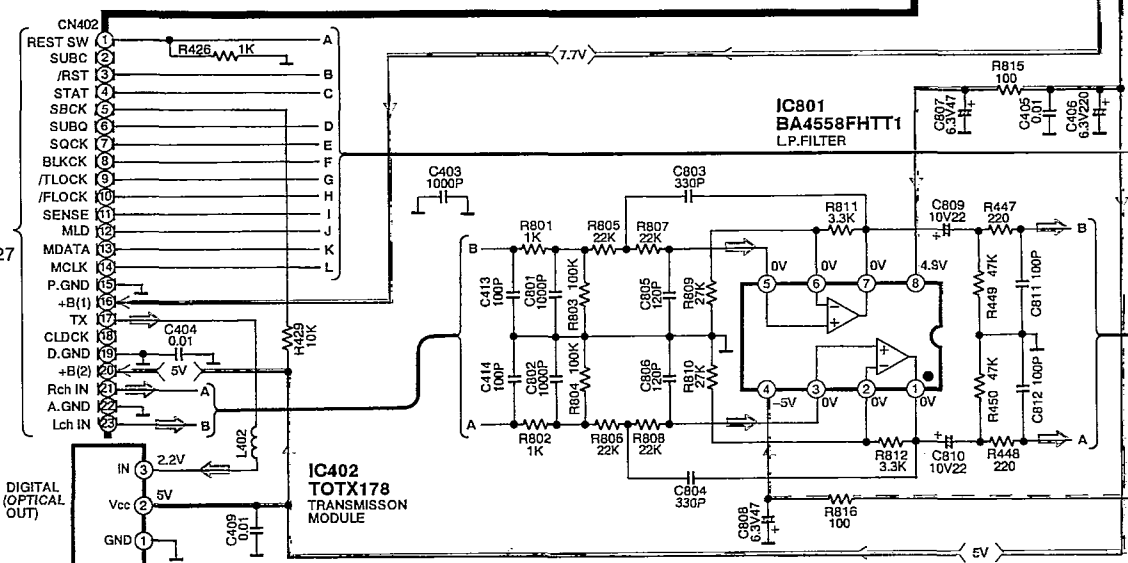 CN402
REST SW 1 A
R426 1K
SUBC 2
/RST 3 B
STAT 4 C
SBCK 5
SUBQ 6 D
SQCK 7 E
BLKCK 8 F
/TLOCK 9 G
/FLOCK 10 H
SENSE 11 I
MLD 12 J
MDATA 13 K
MCLK 14 L
P.GND 15
+B(1) 16
TX 17
CLDCK 18
D.GND 19
+B(2) 20 5V
Rch IN 21 A
A.GND 22
Lch IN 23 B
27
C404
0.01
R429
10K
L402
7.7V
IC801
BA4558FHTT1
L.P.FILTER
R815
100
C807
6.3V47
C405
0.01
C406
6.3V220
C403
1000P
C803
330P
B
R801
1K
R805
22K
R807
22K
R811
3.3K
C809
10V22
R447
220
B
C413
100P
C801
1000P
R803 100K
C805
120P
R809
27K
0V 0V 0V 4.9V
5 6 7 8
R449 47K
C811 100P
C414
100P
C802
1000P
R804 100K
C806
120P
R810
27K
4 3 2 1
-5V 0V 0V 0V
R450 47K
C812 100P
A
R802
1K
R806
22K
R808
22K
R812
3.3K
C810
10V22
R448
220
A
C804
330P
C808
6.3V47
R816
100
5V
DIGITAL
(OPTICAL
OUT)
IN 3 2.2V
Vcc 2 5V
GND 1
C409
0.01
IC402
TOTX178
TRANSMISSON
MODULE